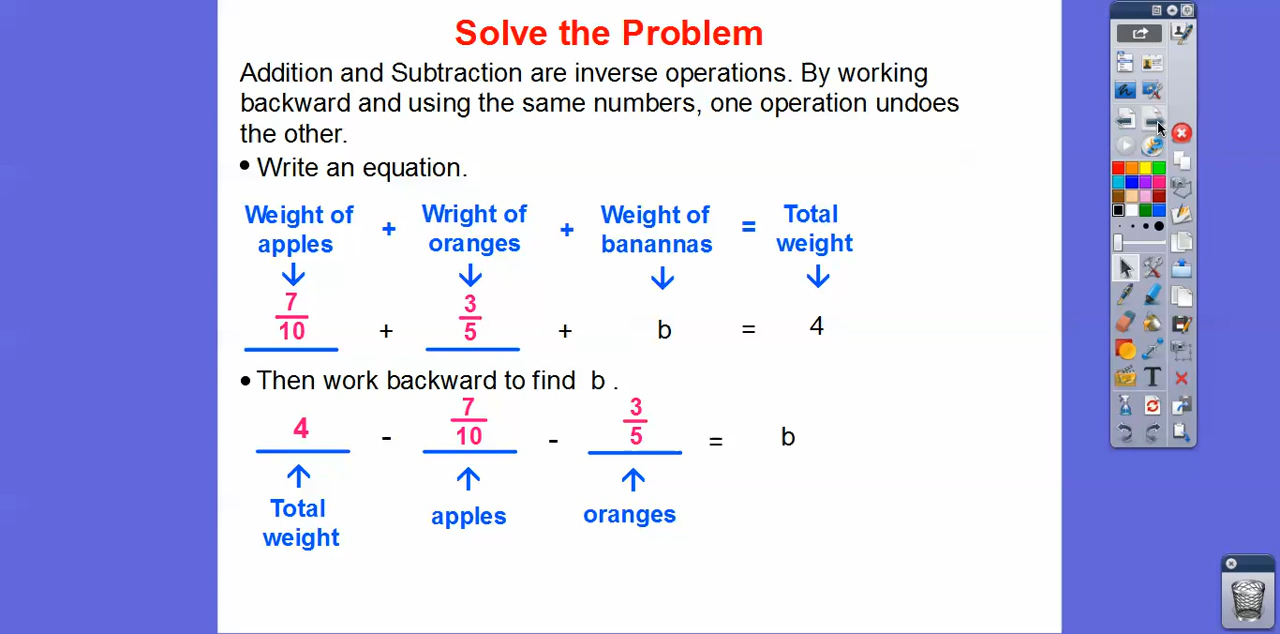 Solve the Problem
Addition and Subtraction are inverse operations. By working
backward and using the same numbers, one operation undoes
the other.
• Write an equation.
Weight of + Wright of + Weight of = Total
apples oranges banannas weight
7/10 + 3/5 + b = 4
• Then work backward to find b .
4 - 7/10 - 3/5 = b
Total apples oranges
weight
T